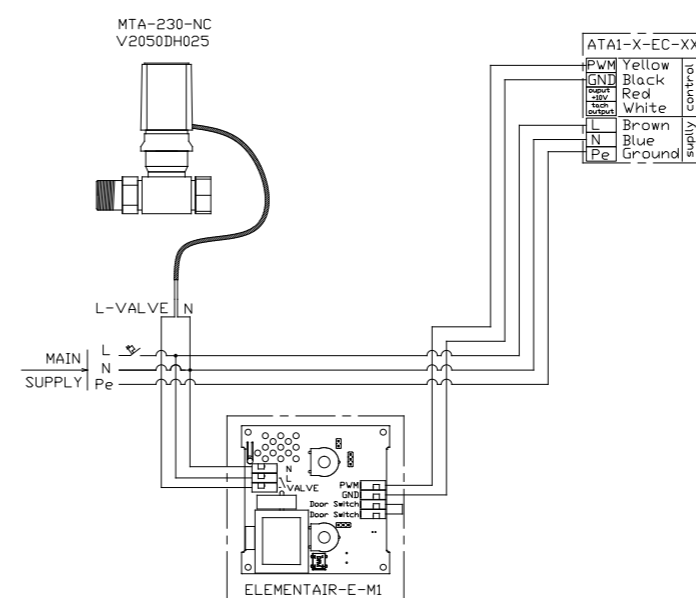 MTA-230-NC
V2050DH025
ATA1-X-EC-XX
PWM Yellow
GND Black
ouput +10V Red
tach output White
control
L Brown
N Blue
Pe Ground
suplly
L-VALVE N
MAIN SUPPLY
L
N
Pe
N
L
VALVE
PWM
GND
Door Switch
Door Switch
ELEMENTAIR-E-M1